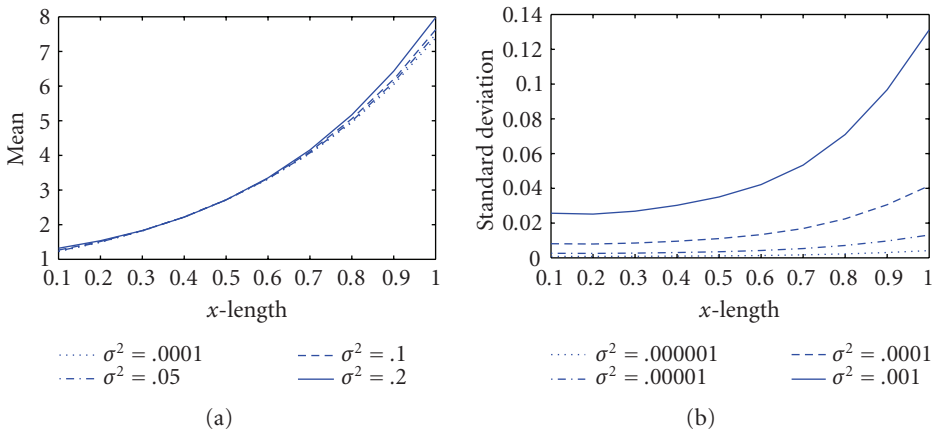 8
7
6
5
4
3
2
1
Mean
0.1 0.2 0.3 0.4 0.5 0.6 0.7 0.8 0.9 1
x-length
σ² = .0001
σ² = .05
σ² = .1
σ² = .2
(a)
0.14
0.12
0.1
0.08
0.06
0.04
0.02
0
Standard deviation
0.1 0.2 0.3 0.4 0.5 0.6 0.7 0.8 0.9 1
x-length
σ² = .000001
σ² = .00001
σ² = .0001
σ² = .001
(b)